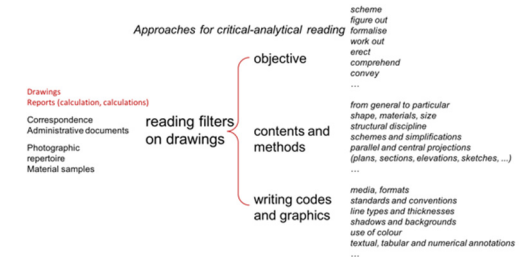 Approaches for critical-analytical reading
scheme
figure out
formalise
work out
erect
comprehend
convey
…
objective
Drawings
Reports (calculation, calculations)
Correspondence
Administrative documents
Photographic
repertoire
Material samples
reading filters
on drawings
contents and
methods
from general to particular
shape, materials, size
structural discipline
schemes and simplifications
parallel and central projections
(plans, sections, elevations, sketches, ...)
…
writing codes
and graphics
media, formats
standards and conventions
line types and thicknesses
shadows and backgrounds
use of colour
textual, tabular and numerical annotations
…